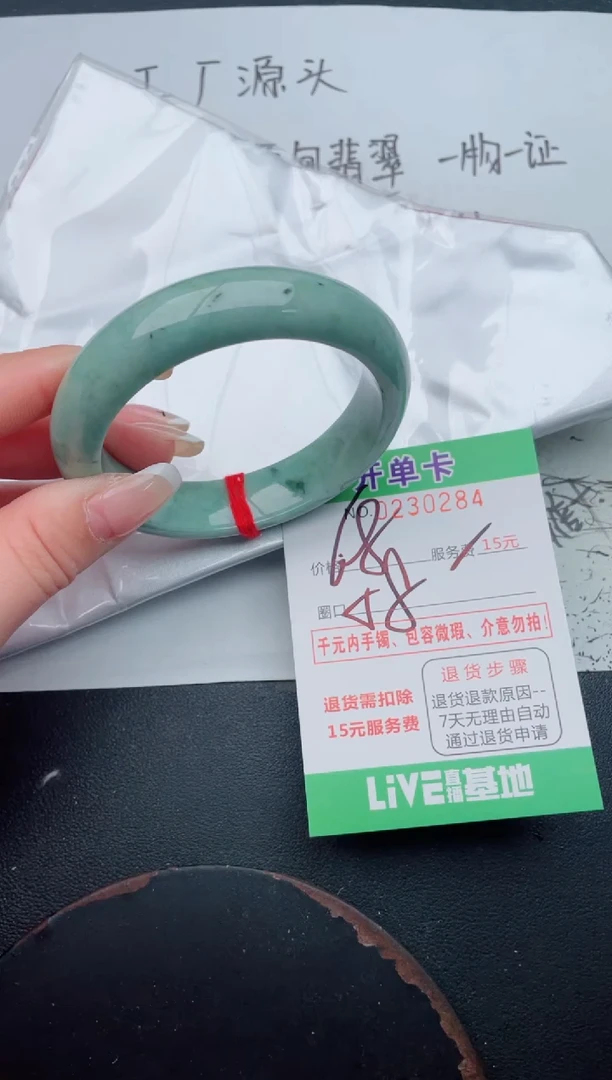 工厂源头
翡翠 一物一证
开单卡
NO.0230284
价格 68 服务费 15元
圈口 58
千元内手镯、包容微瑕、介意勿拍!
退货需扣除
15元服务费
退货步骤
退货退款原因--
7天无理由自动
通过退货申请
LiVE直播基地